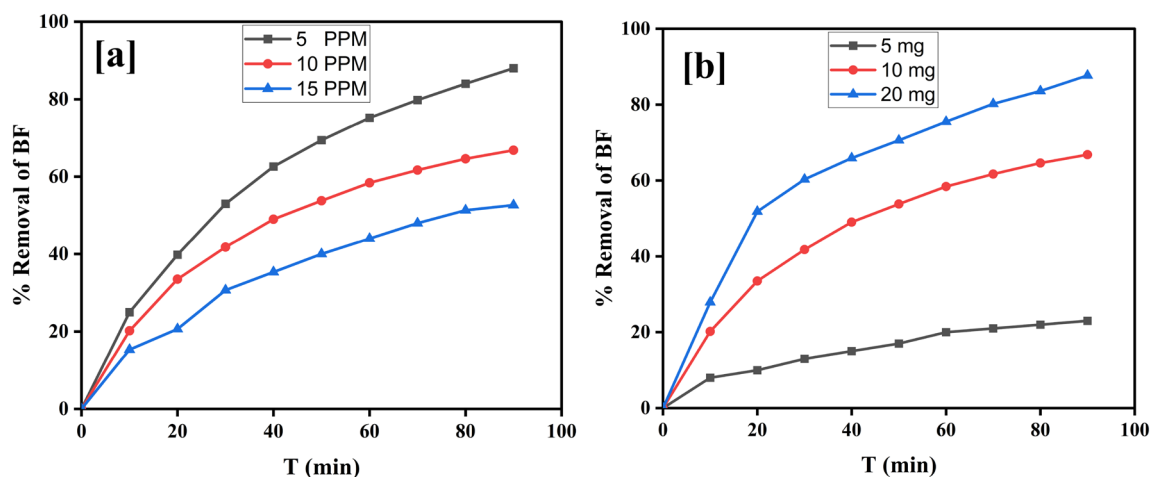 [a]
5 PPM
10 PPM
15 PPM
% Removal of BF
100
80
60
40
20
0
0 20 40 60 80 100
T (min)
[b]
5 mg
10 mg
20 mg
% Removal of BF
100
80
60
40
20
0
0 20 40 60 80 100
T (min)